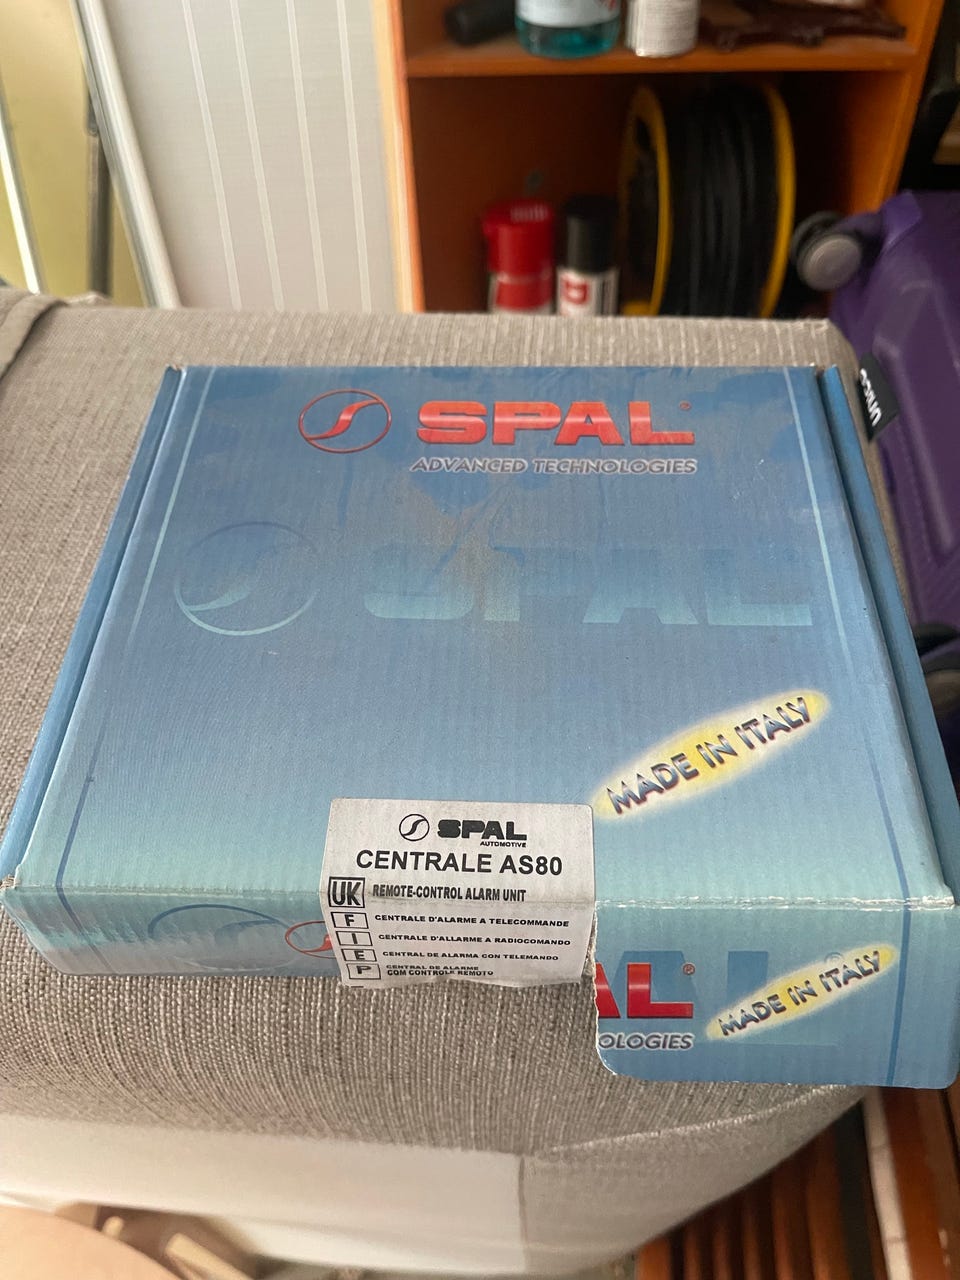 SPAL®
ADVANCED TECHNOLOGIES
SPAL
MADE IN ITALY
SPAL
AUTOMOTIVE
CENTRALE AS80
UK REMOTE-CONTROL ALARM UNIT
F CENTRALE D'ALARME A TELECOMMANDE
I CENTRALE D'ALLARME A RADIOCOMANDO
E CENTRAL DE ALARMA CON TELEMANDO
P CENTRAL DE ALARME
COM CONTROLE REMOTO
AL®
OLOGIES
MADE IN ITALY